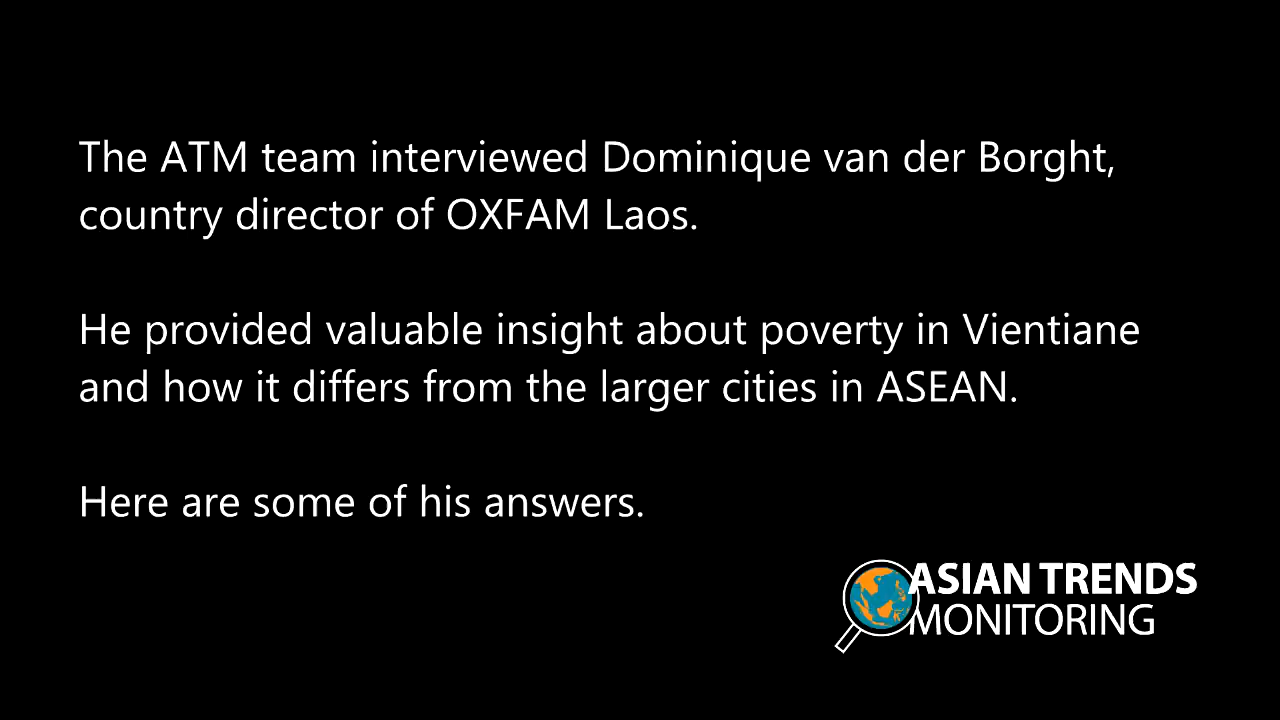 The ATM team interviewed Dominique van der Borght,
country director of OXFAM Laos.
He provided valuable insight about poverty in Vientiane
and how it differs from the larger cities in ASEAN.
Here are some of his answers.
ASIAN TRENDS
MONITORING